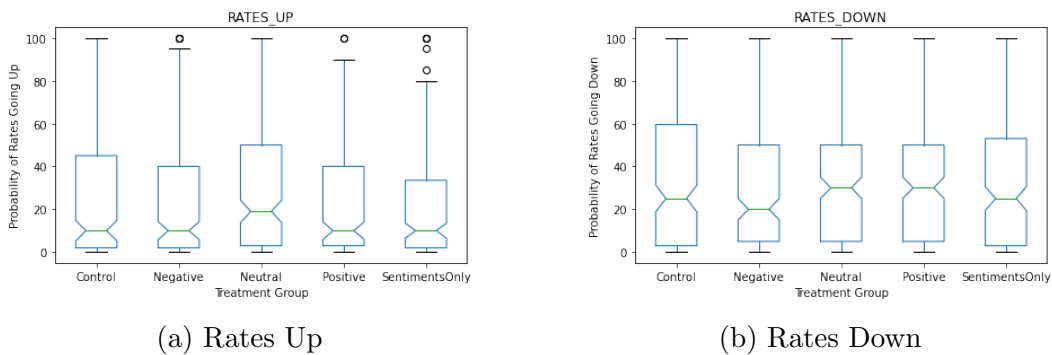 RATES_UP
Probability of Rates Going Up
100
80
60
40
20
0
Control Negative Neutral Positive SentimentsOnly
Treatment Group
(a) Rates Up
RATES_DOWN
Probability of Rates Going Down
100
80
60
40
20
0
Control Negative Neutral Positive SentimentsOnly
Treatment Group
(b) Rates Down